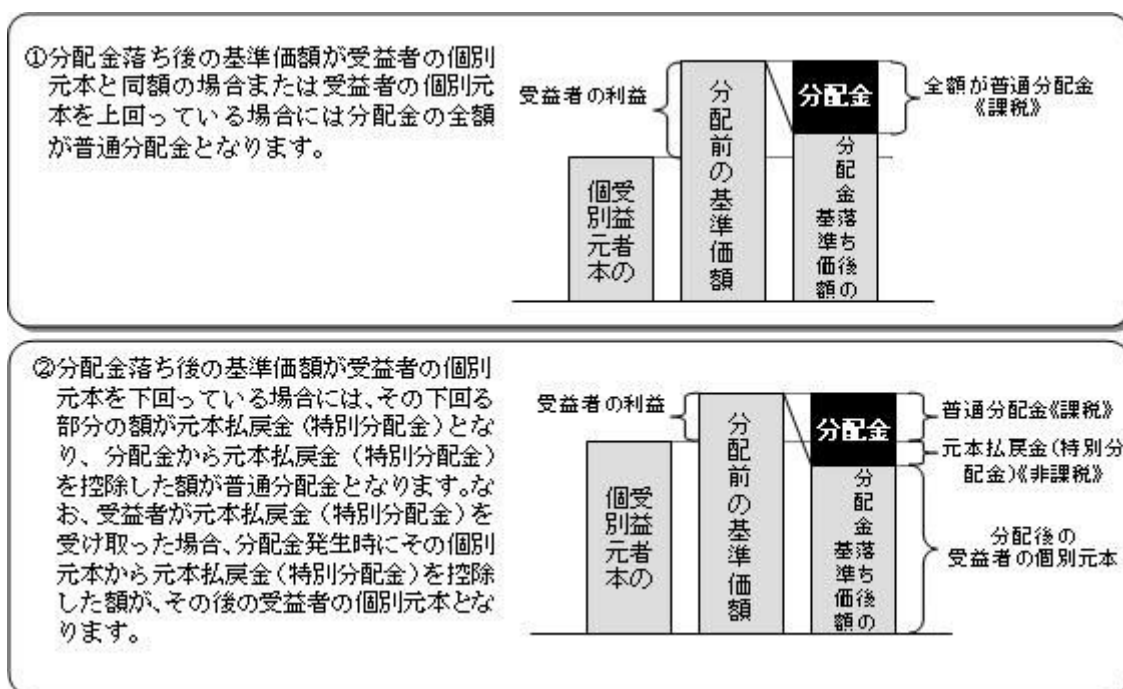 ①分配金落ち後の基準価額が受益者の個別
元本と同額の場合または受益者の個別元
本を上回っている場合には分配金の全額
が普通分配金となります。
受益者の利益
受益者の
個別元本
分配前の基準価額
分配金
分配金落ち後の
基準価額
全額が普通分配金
《課税》
②分配金落ち後の基準価額が受益者の個別
元本を下回っている場合には、その下回る
部分の額が元本払戻金（特別分配金）とな
り、分配金から元本払戻金（特別分配金）
を控除した額が普通分配金となります。な
お、受益者が元本払戻金（特別分配金）を
受け取った場合、分配金発生時にその個別
元本から元本払戻金（特別分配金）を控除
した額が、その後の受益者の個別元本とな
ります。
受益者の利益
受益者の
個別元本
分配前の基準価額
分配金
分配金落ち後の
基準価額
普通分配金《課税》
元本払戻金（特別分
配金）《非課税》
分配後の
受益者の個別元本